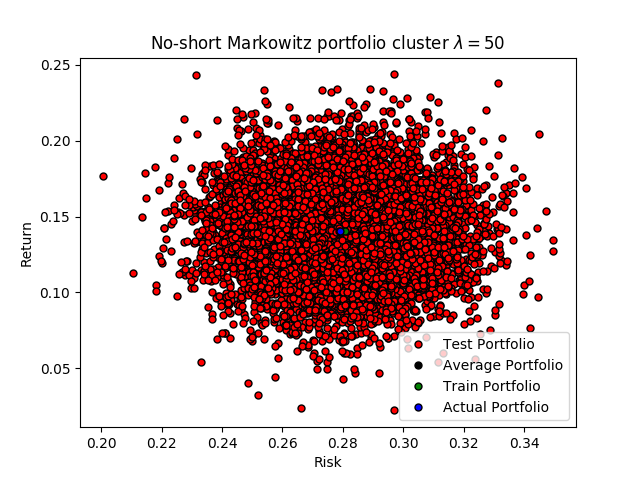 No-short Markowitz portfolio cluster λ = 50
Return
0.25
0.20
0.15
0.10
0.05
0.20 0.22 0.24 0.26 0.28 0.30 0.32 0.34
Risk
Test Portfolio
Average Portfolio
Train Portfolio
Actual Portfolio